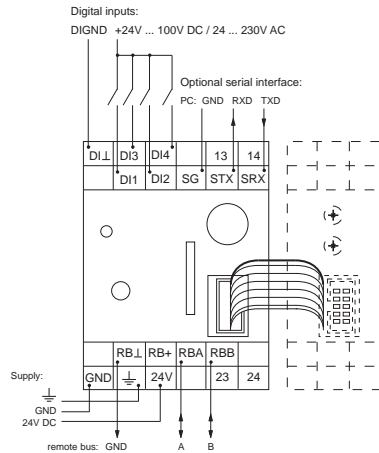 Digital inputs:
DIGND +24V ... 100V DC / 24 ... 230V AC
Optional serial interface:
PC: GND RXD TXD
DI⊥ DI3 DI4 13 14
DI1 DI2 SG STX SRX
RB⊥ RB+ RBA RBB
Supply:
GND 24V 23 24
GND
24V DC
remote bus: GND A B